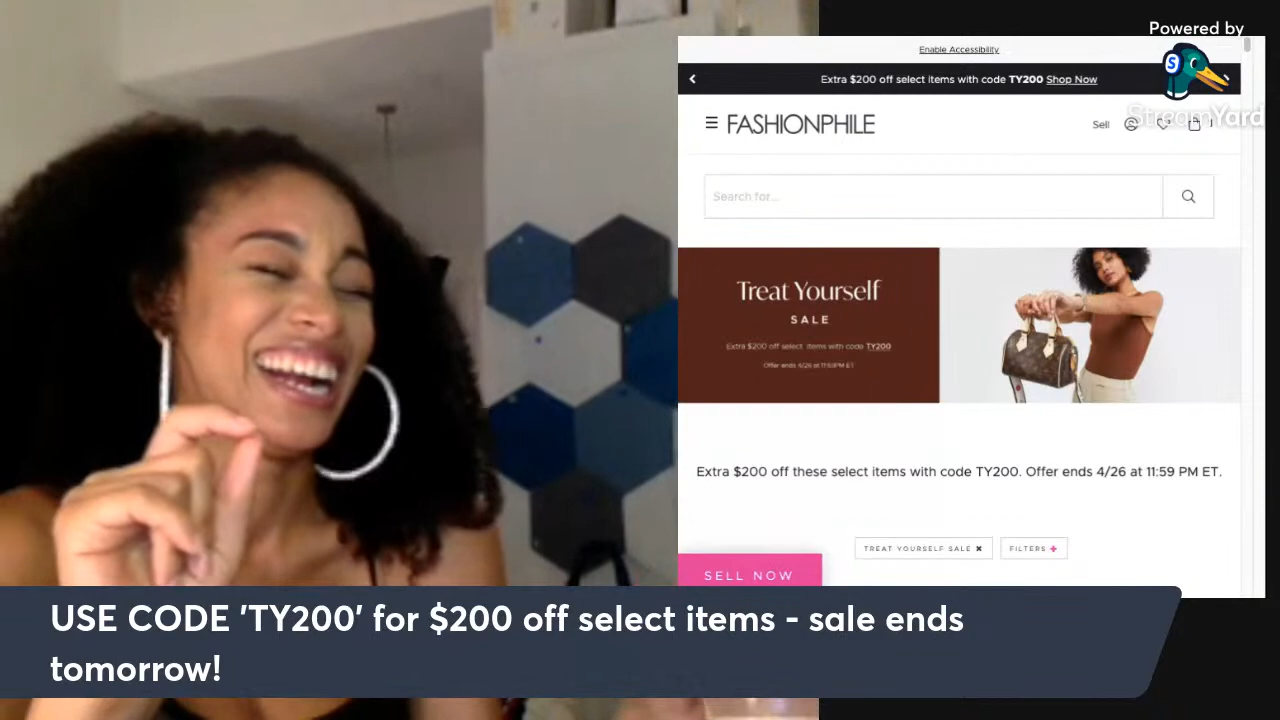 Powered by
StreamYard
Enable Accessibility
Extra $200 off select items with code TY200 Shop Now
FASHIONPHILE
Sell
Search for...
Treat Yourself
SALE
Extra $200 off select items with code TY200
Offer ends 4/26 at 11:59PM ET
Extra $200 off these select items with code TY200. Offer ends 4/26 at 11:59 PM ET.
TREAT YOURSELF SALE ✖
FILTERS +
SELL NOW
USE CODE 'TY200' for $200 off select items - sale ends
tomorrow!